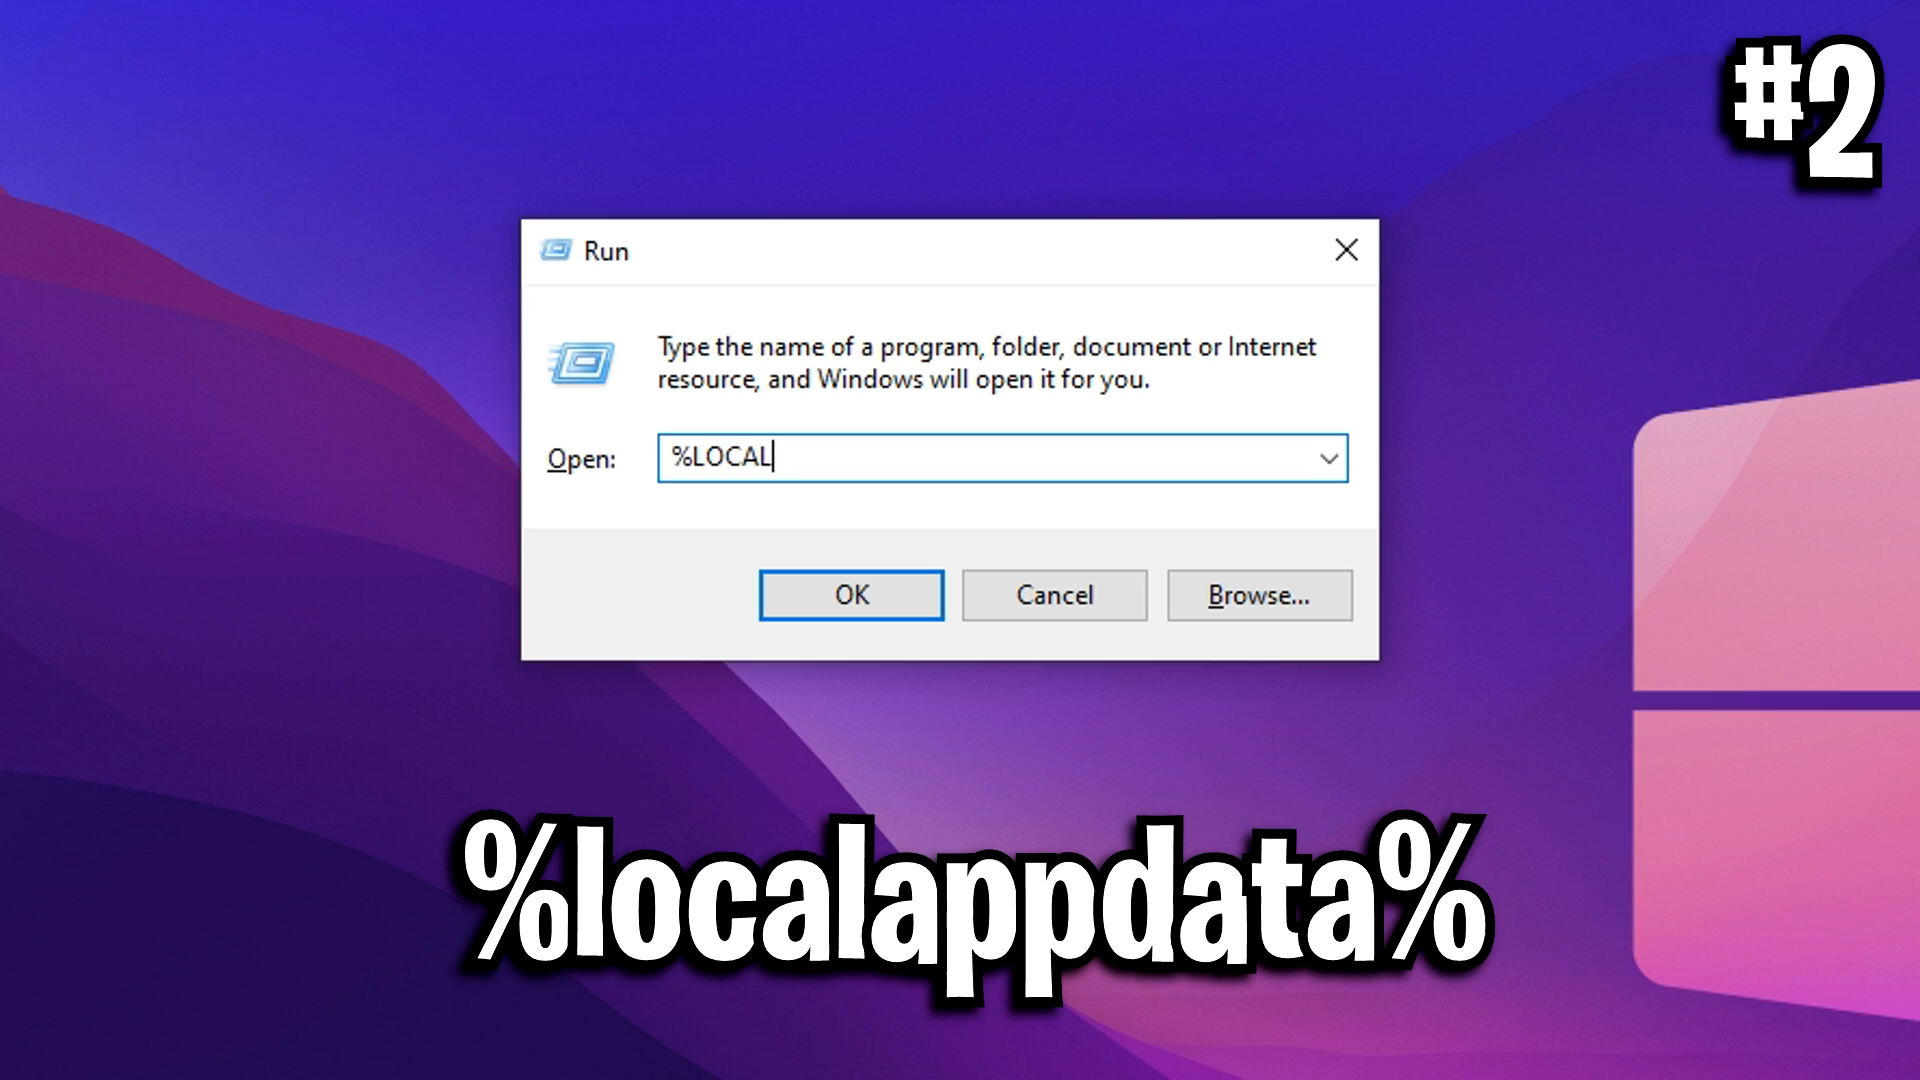 #2
Run
Type the name of a program, folder, document or Internet
resource, and Windows will open it for you.
Open: %LOCAL
OK Cancel Browse...
%localappdata%